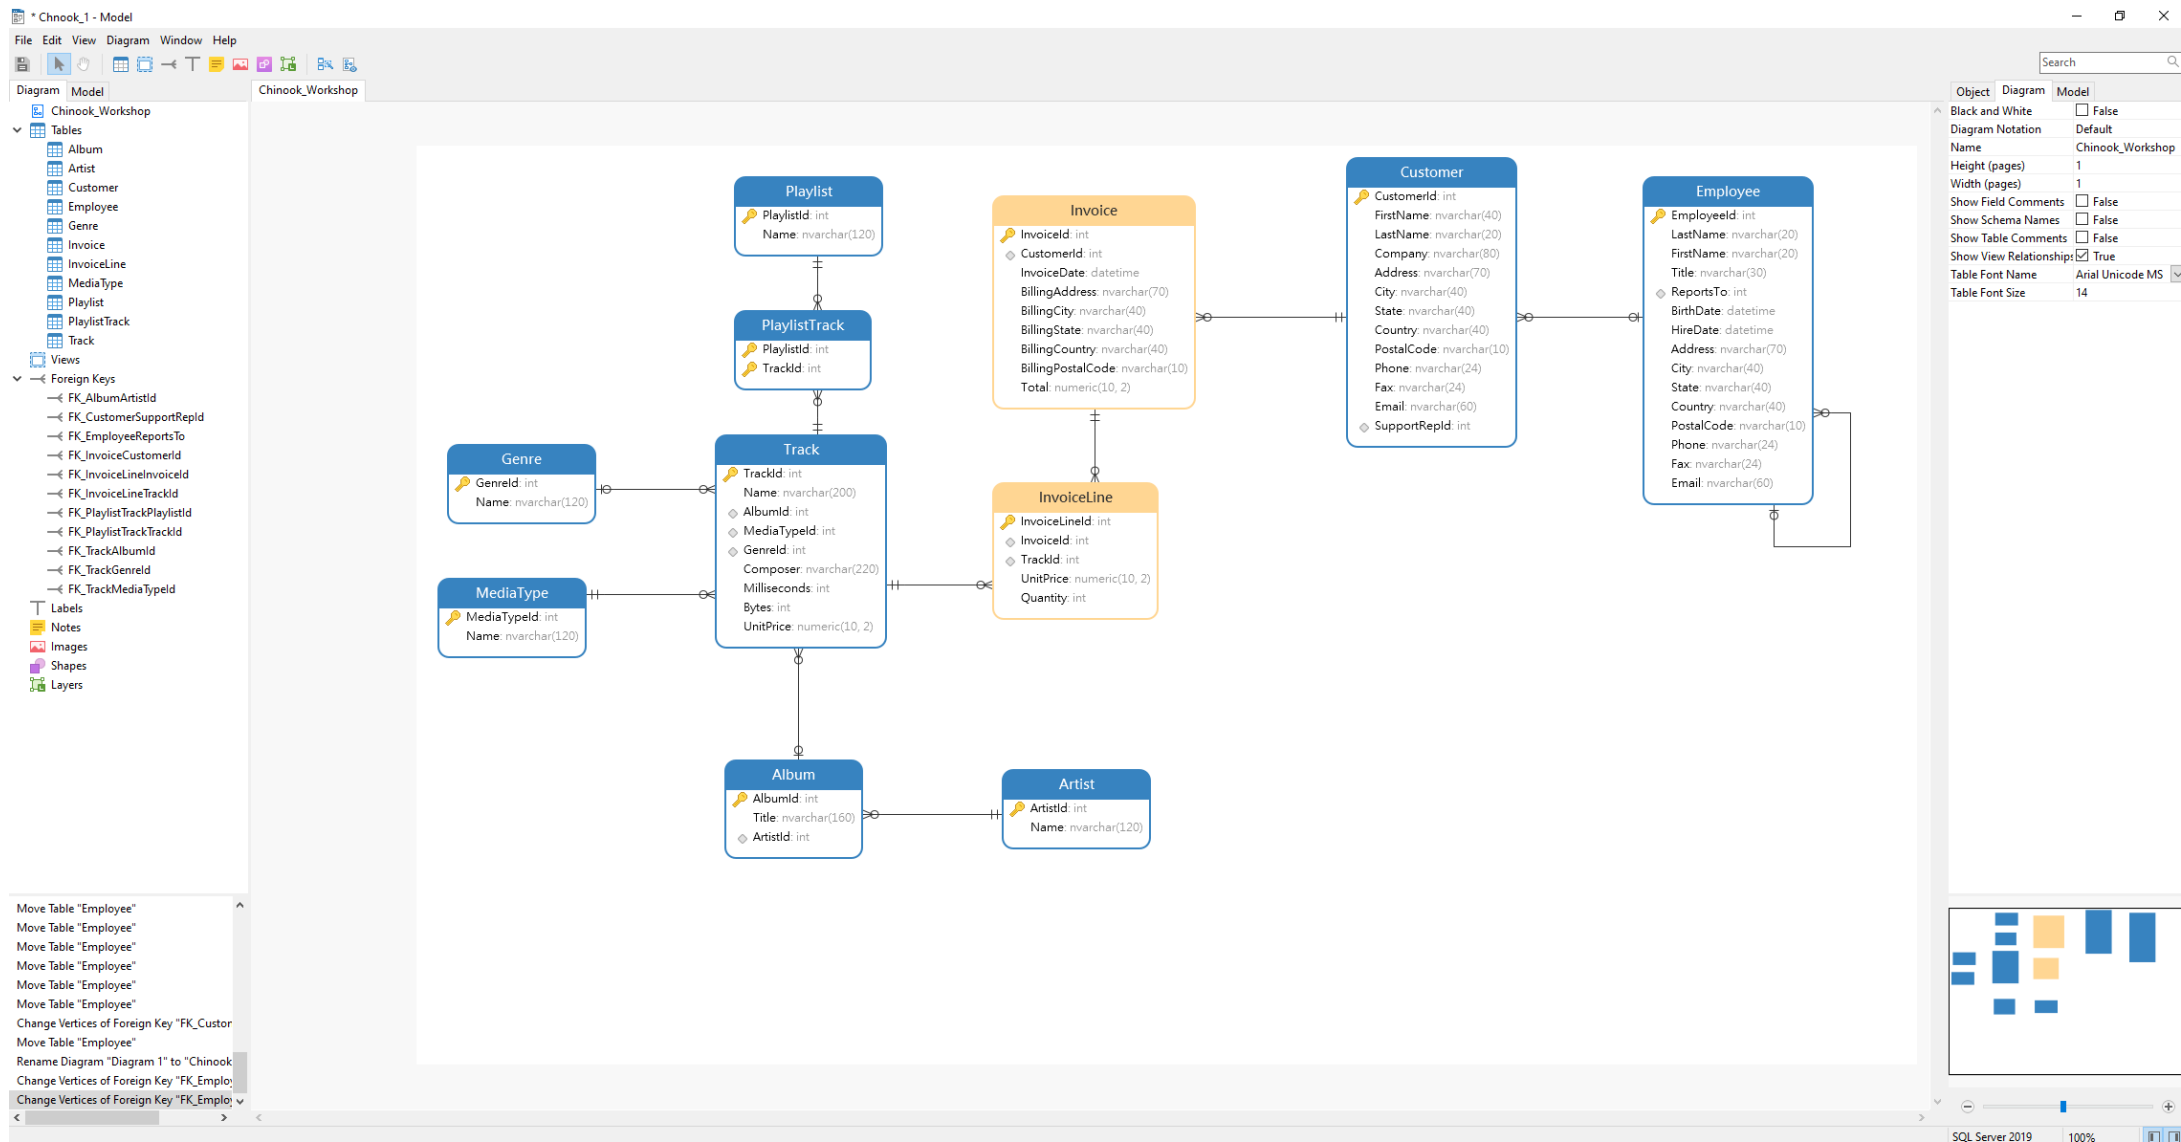 * Chnook_1 - Model
File Edit View Diagram Window Help
Search
Diagram Model
Chinook_Workshop
Tables
Album
Artist
Customer
Employee
Genre
Invoice
InvoiceLine
MediaType
Playlist
PlaylistTrack
Track
Views
Foreign Keys
FK_AlbumArtistId
FK_CustomerSupportRepId
FK_EmployeeReportsTo
FK_InvoiceCustomerId
FK_InvoiceLineInvoiceId
FK_InvoiceLineTrackId
FK_PlaylistTrackPlaylistId
FK_PlaylistTrackTrackId
FK_TrackAlbumId
FK_TrackGenreId
FK_TrackMediaTypeId
Labels
Notes
Images
Shapes
Layers
Move Table "Employee"
Move Table "Employee"
Move Table "Employee"
Move Table "Employee"
Move Table "Employee"
Move Table "Employee"
Change Vertices of Foreign Key "FK_Custor
Move Table "Employee"
Rename Diagram "Diagram 1" to "Chinook
Change Vertices of Foreign Key "FK_Employ
Change Vertices of Foreign Key "FK_Employ
Chinook_Workshop
Playlist
PlaylistId: int
Name: nvarchar(120)
PlaylistTrack
PlaylistId: int
TrackId: int
Genre
GenreId: int
Name: nvarchar(120)
MediaType
MediaTypeId: int
Name: nvarchar(120)
Track
TrackId: int
Name: nvarchar(200)
AlbumId: int
MediaTypeId: int
GenreId: int
Composer: nvarchar(220)
Milliseconds: int
Bytes: int
UnitPrice: numeric(10, 2)
Album
AlbumId: int
Title: nvarchar(160)
ArtistId: int
Artist
ArtistId: int
Name: nvarchar(120)
Invoice
InvoiceId: int
CustomerId: int
InvoiceDate: datetime
BillingAddress: nvarchar(70)
BillingCity: nvarchar(40)
BillingState: nvarchar(40)
BillingCountry: nvarchar(40)
BillingPostalCode: nvarchar(10)
Total: numeric(10, 2)
InvoiceLine
InvoiceLineId: int
InvoiceId: int
TrackId: int
UnitPrice: numeric(10, 2)
Quantity: int
Customer
CustomerId: int
FirstName: nvarchar(40)
LastName: nvarchar(20)
Company: nvarchar(80)
Address: nvarchar(70)
City: nvarchar(40)
State: nvarchar(40)
Country: nvarchar(40)
PostalCode: nvarchar(10)
Phone: nvarchar(24)
Fax: nvarchar(24)
Email: nvarchar(60)
SupportRepId: int
Employee
EmployeeId: int
LastName: nvarchar(20)
FirstName: nvarchar(20)
Title: nvarchar(30)
ReportsTo: int
BirthDate: datetime
HireDate: datetime
Address: nvarchar(70)
City: nvarchar(40)
State: nvarchar(40)
Country: nvarchar(40)
PostalCode: nvarchar(10)
Phone: nvarchar(24)
Fax: nvarchar(24)
Email: nvarchar(60)
Object Diagram Model
Black and White False
Diagram Notation Default
Name Chinook_Workshop
Height (pages) 1
Width (pages) 1
Show Field Comments False
Show Schema Names False
Show Table Comments False
Show View Relationships True
Table Font Name Arial Unicode MS
Table Font Size 14
SQL Server 2019 100%